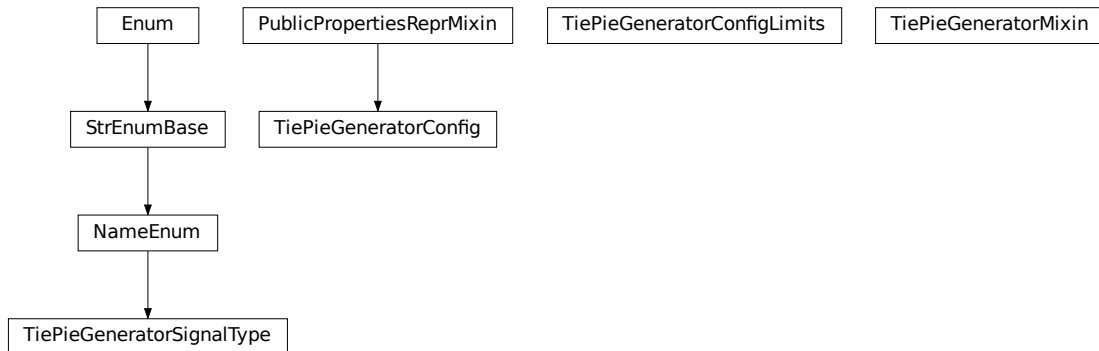 Enum
PublicPropertiesReprMixin
TiePieGeneratorConfigLimits
TiePieGeneratorMixin
StrEnumBase
TiePieGeneratorConfig
NameEnum
TiePieGeneratorSignalType